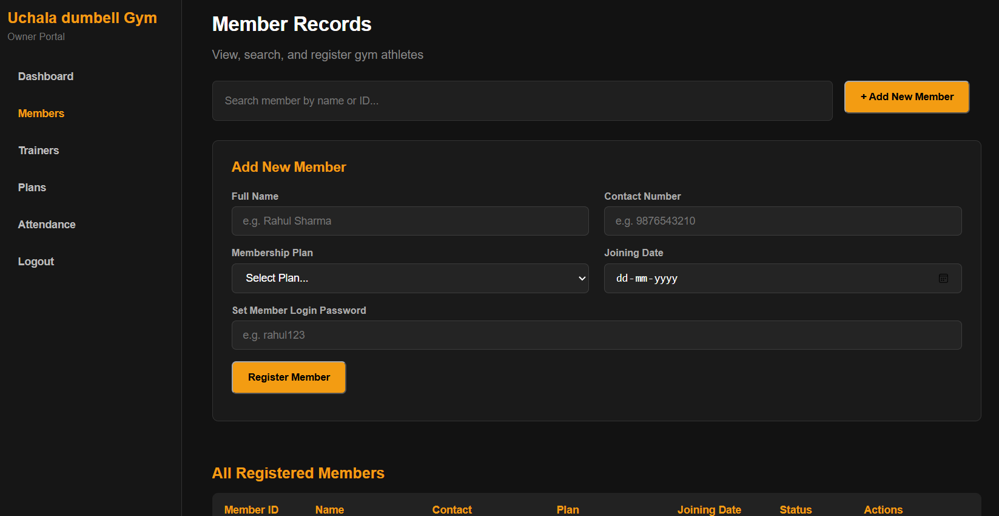 Uchala dumbell Gym
Owner Portal
Dashboard
Members
Trainers
Plans
Attendance
Logout
Member Records
View, search, and register gym athletes
Search member by name or ID...
+ Add New Member
Add New Member
Full Name
Contact Number
e.g. Rahul Sharma
e.g. 9876543210
Membership Plan
Joining Date
Select Plan...
dd-mm-yyyy
Set Member Login Password
e.g. rahul123
Register Member
All Registered Members
Member ID Name Contact Plan Joining Date Status Actions